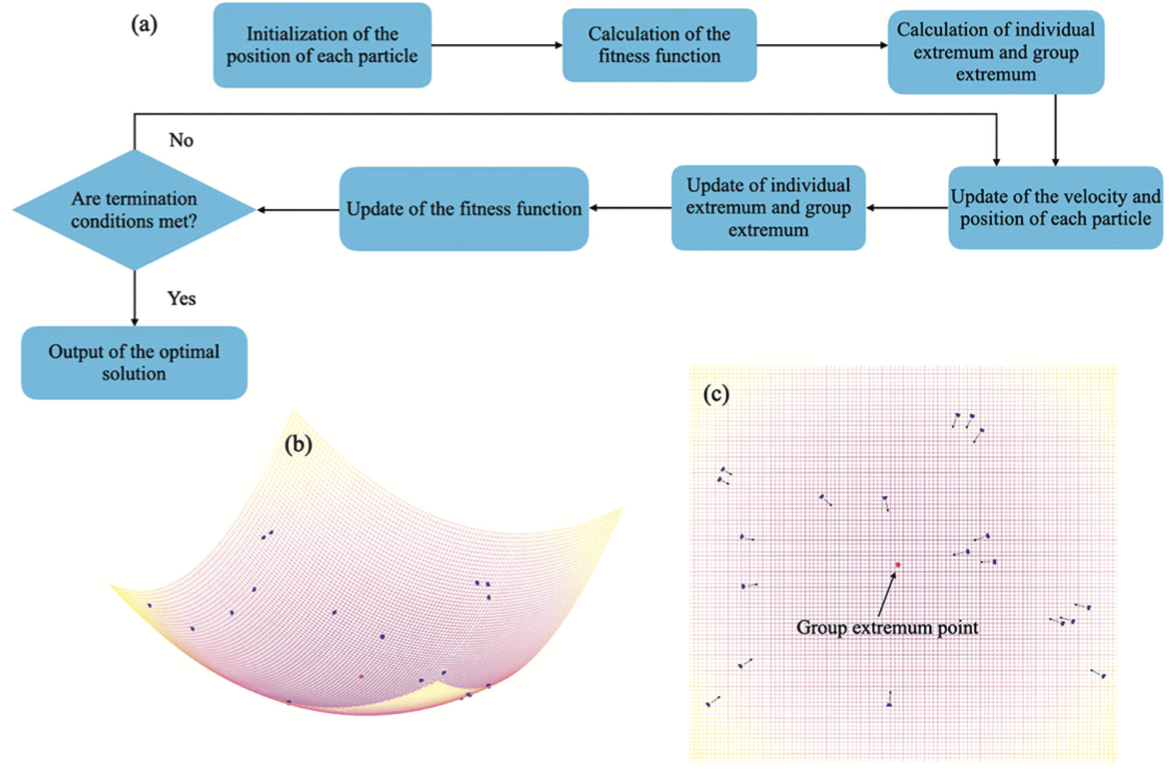 (a)
Initialization of the
position of each particle
Calculation of the
fitness function
Calculation of individual
extremum and group
extremum
No
Are termination
conditions met?
Update of the fitness function
Update of individual
extremum and group
extremum
Update of the velocity and
position of each particle
Yes
Output of the optimal
solution
(b)
(c)
Group extremum point